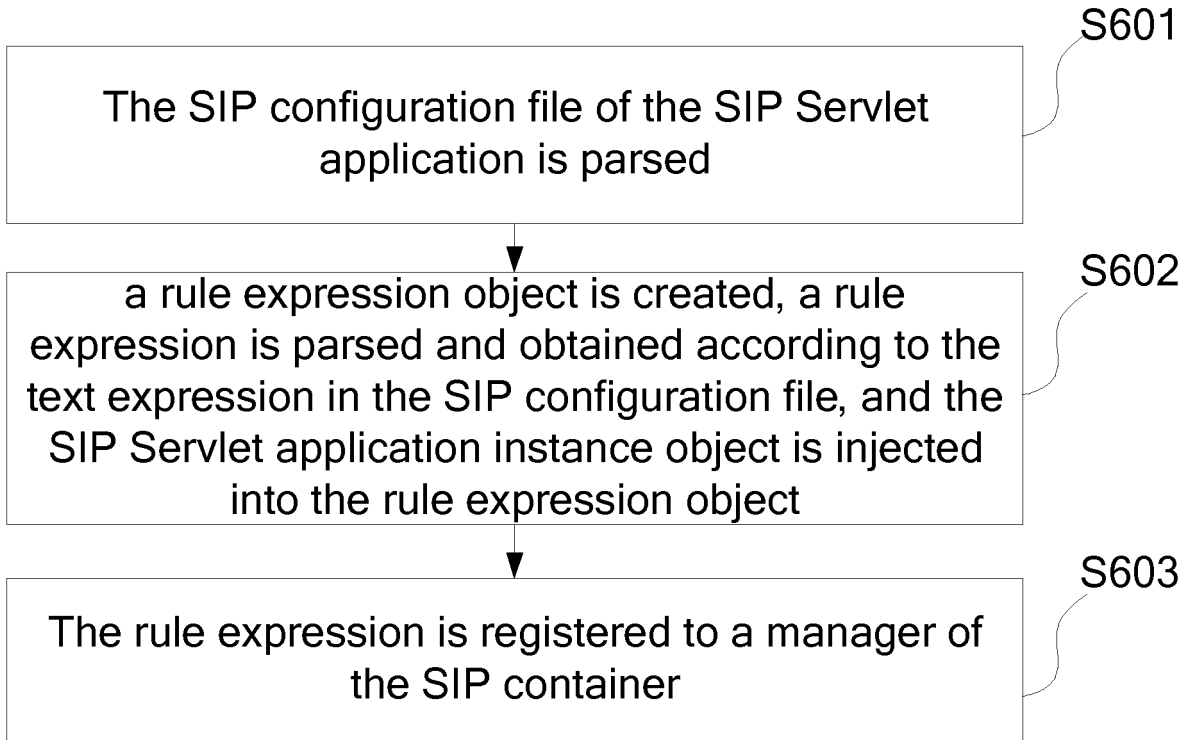 S601
The SIP configuration file of the SIP Servlet
application is parsed
S602
a rule expression object is created, a rule
expression is parsed and obtained according to the
text expression in the SIP configuration file, and the
SIP Servlet application instance object is injected
into the rule expression object
S603
The rule expression is registered to a manager of
the SIP container